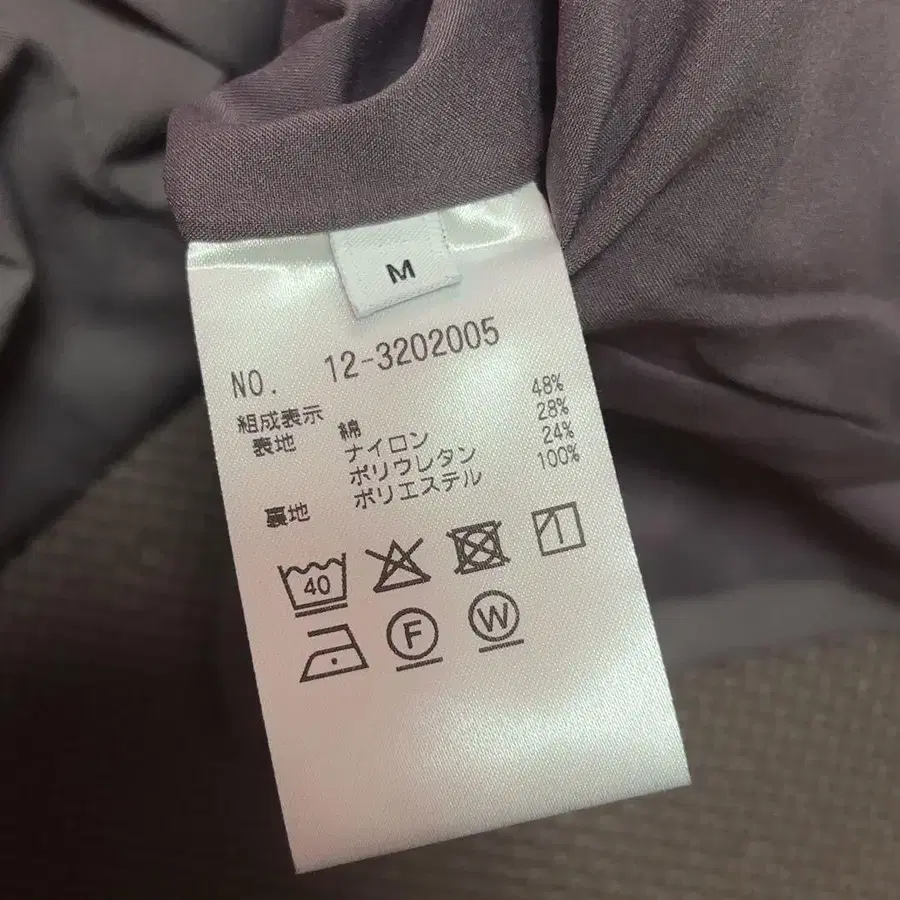 M
NO. 12-3202005
組成表示
表地 綿 48%
ナイロン 28%
ポリウレタン 24%
裏地 ポリエステル 100%
40
F W